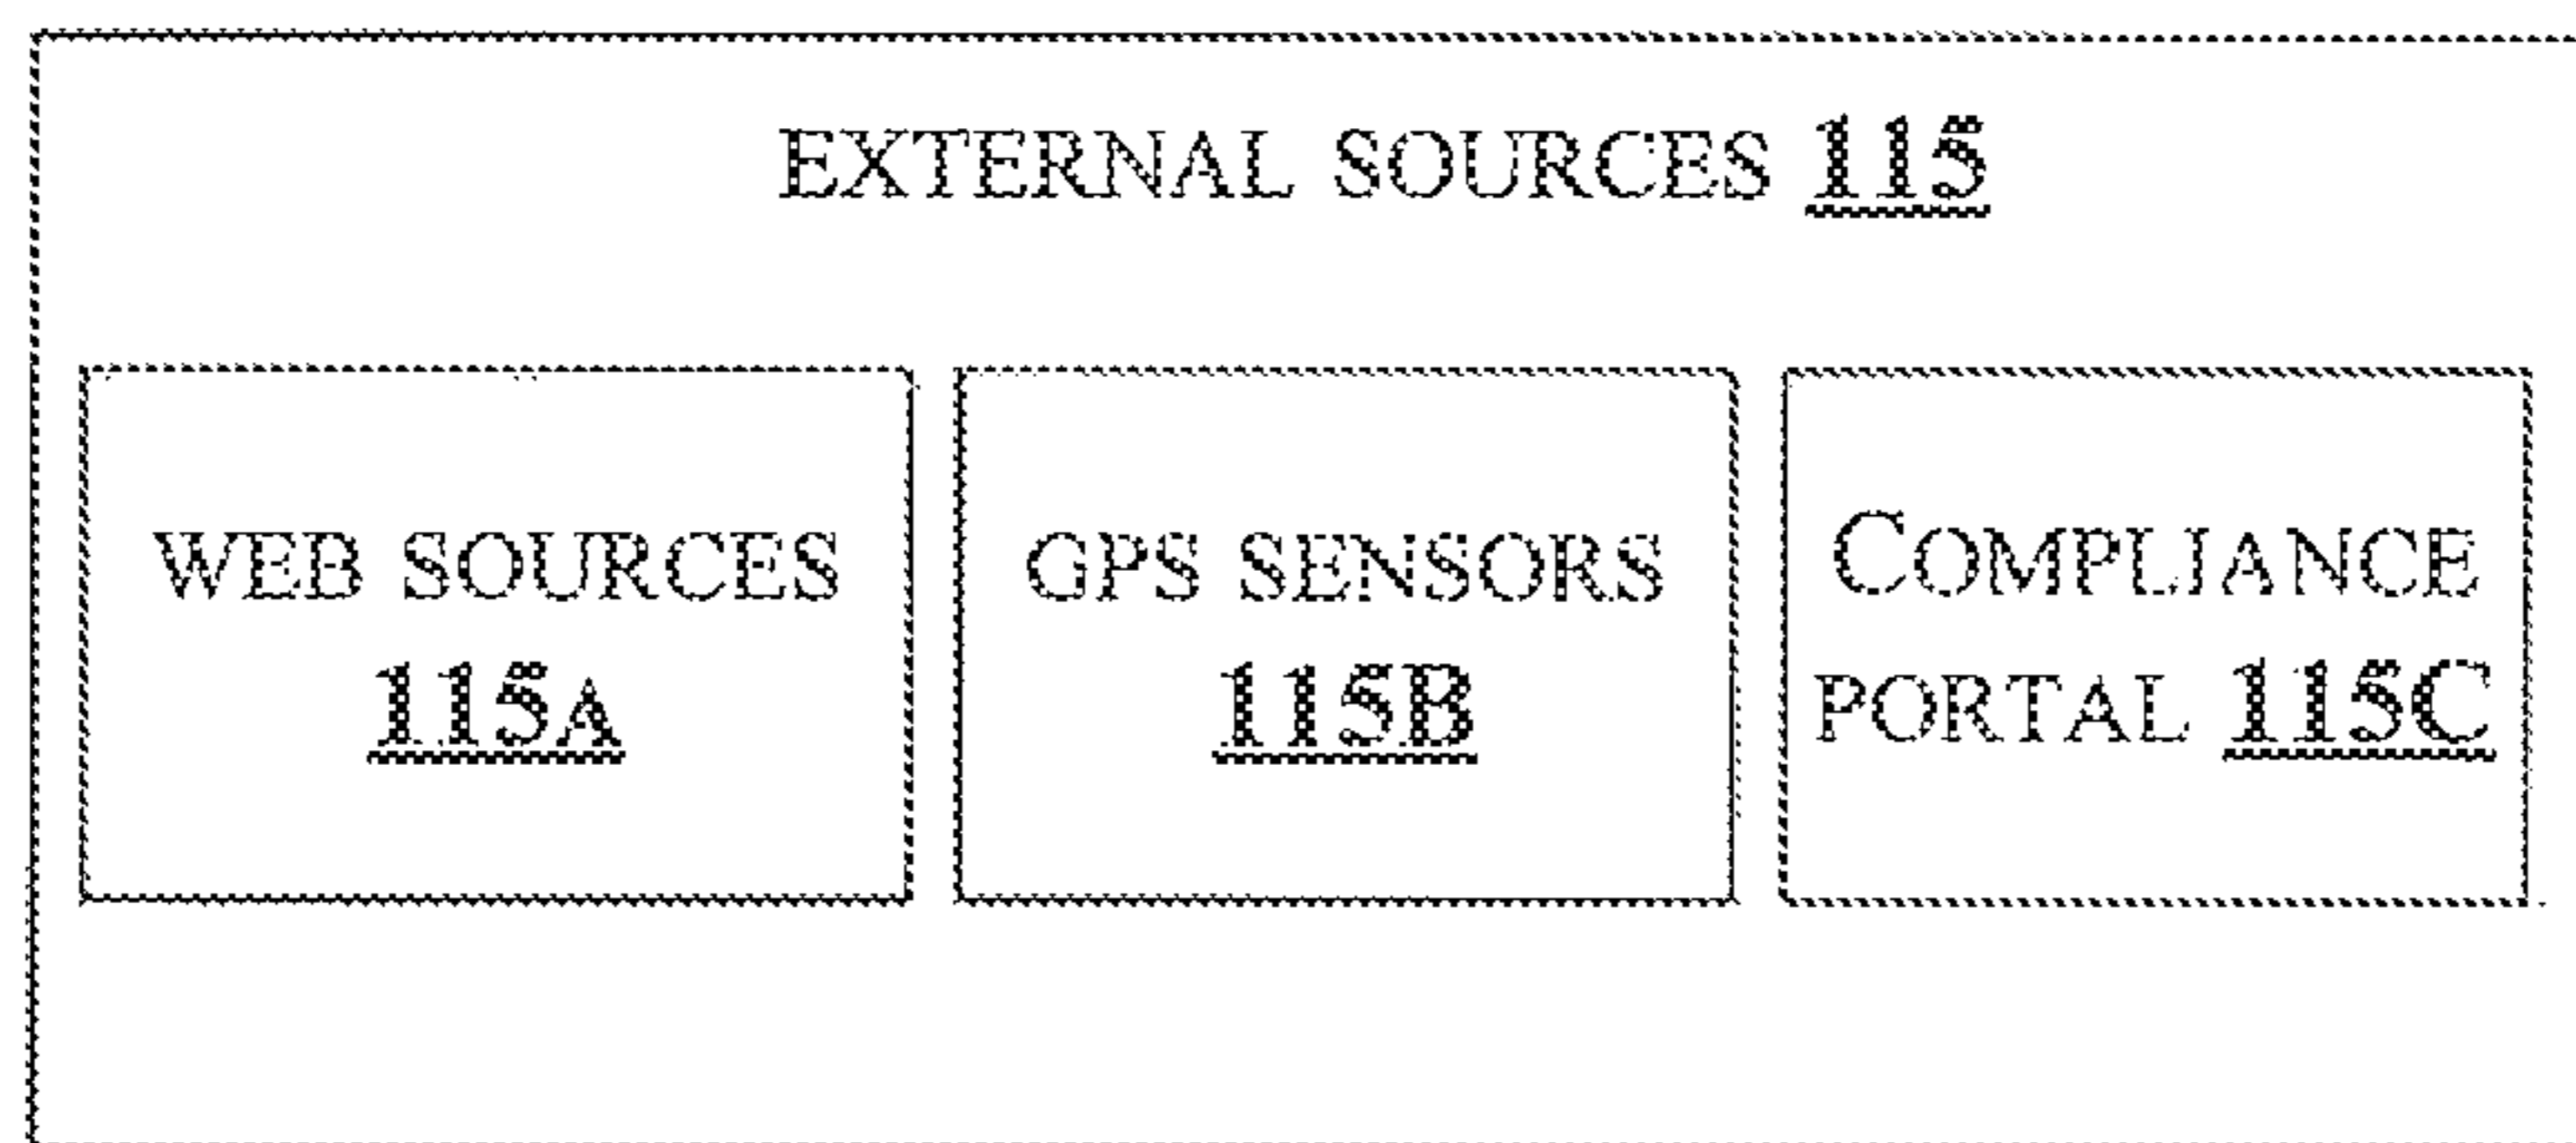 EXTERNAL SOURCES 115
WEB SOURCES
115A
GPS SENSORS
115B
COMPLIANCE
PORTAL 115C